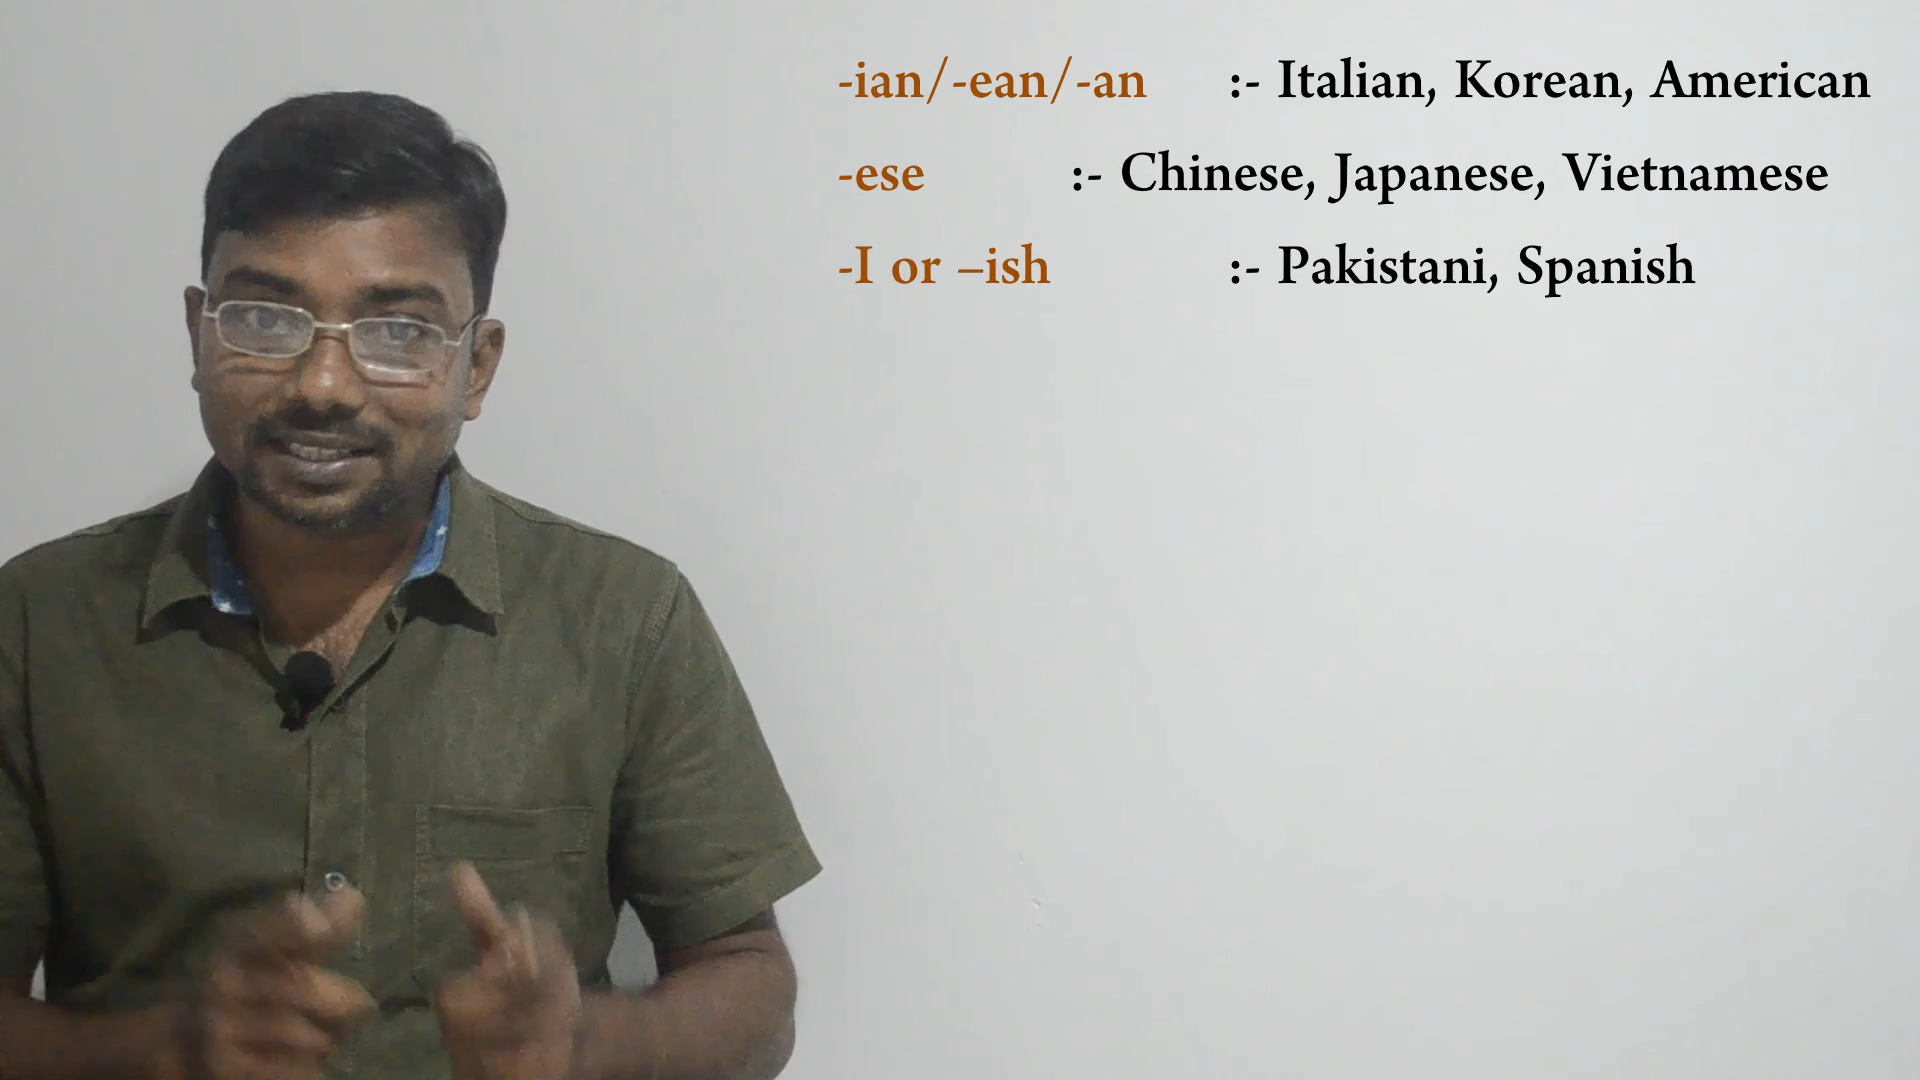 -ian/-ean/-an :- Italian, Korean, American
-ese :- Chinese, Japanese, Vietnamese
-I or –ish :- Pakistani, Spanish